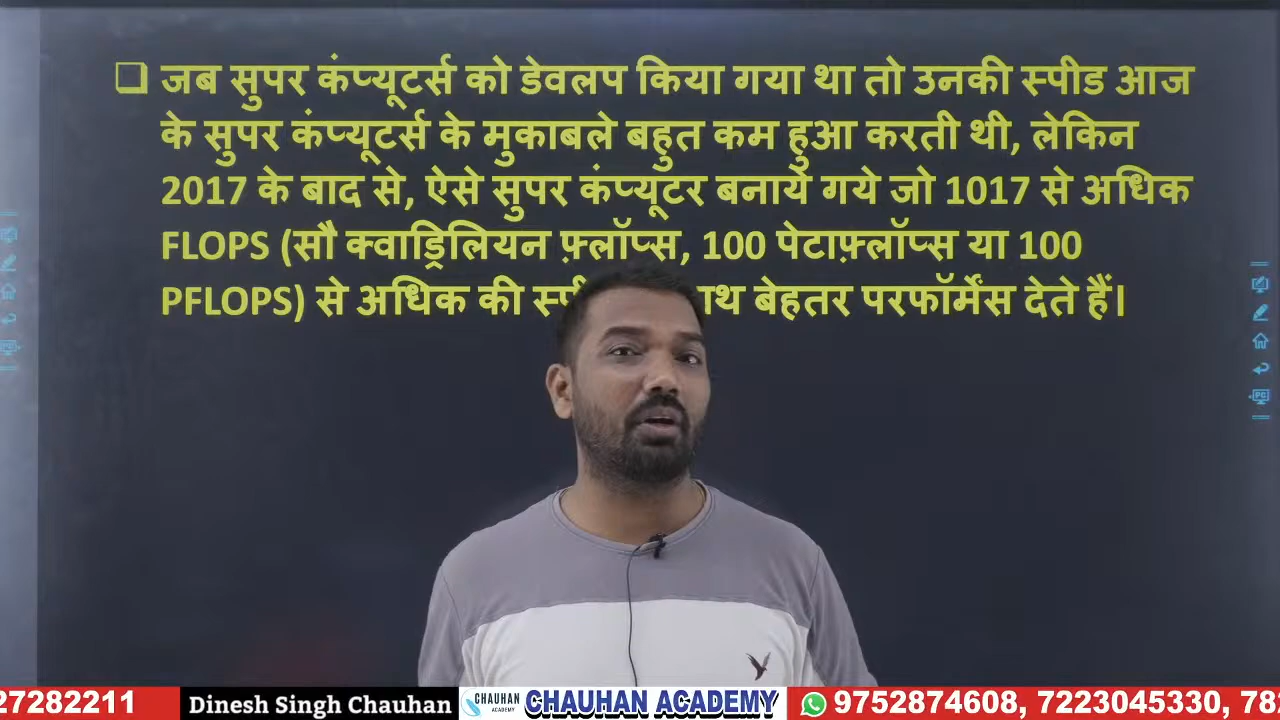 जब सुपर कंप्यूटर्स को डेवलप किया गया था तो उनकी स्पीड आज
के सुपर कंप्यूटर्स के मुकाबले बहुत कम हुआ करती थी, लेकिन
2017 के बाद से, ऐसे सुपर कंप्यूटर बनाये गये जो 1017 से अधिक
FLOPS (सौ क्वाड्रिलियन फ़्लॉप्स, 100 पेटाफ़्लॉप्स या 100
PFLOPS) से अधिक की बेहतर परफॉर्मेंस देते हैं।
27282211 Dinesh Singh Chauhan CHAUHAN ACADEMY CHAUHAN ACADEMY 9752874608, 7223045330, 78